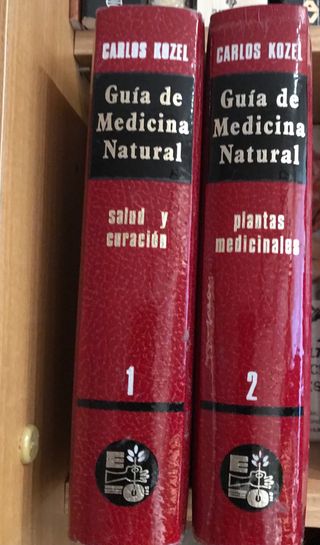 CARLOS KOZEL
Guía de
Medicina
Natural
salud y
curación
1
CARLOS KOZEL
Guía de
Medicina
Natural
plantas
medicinales
2